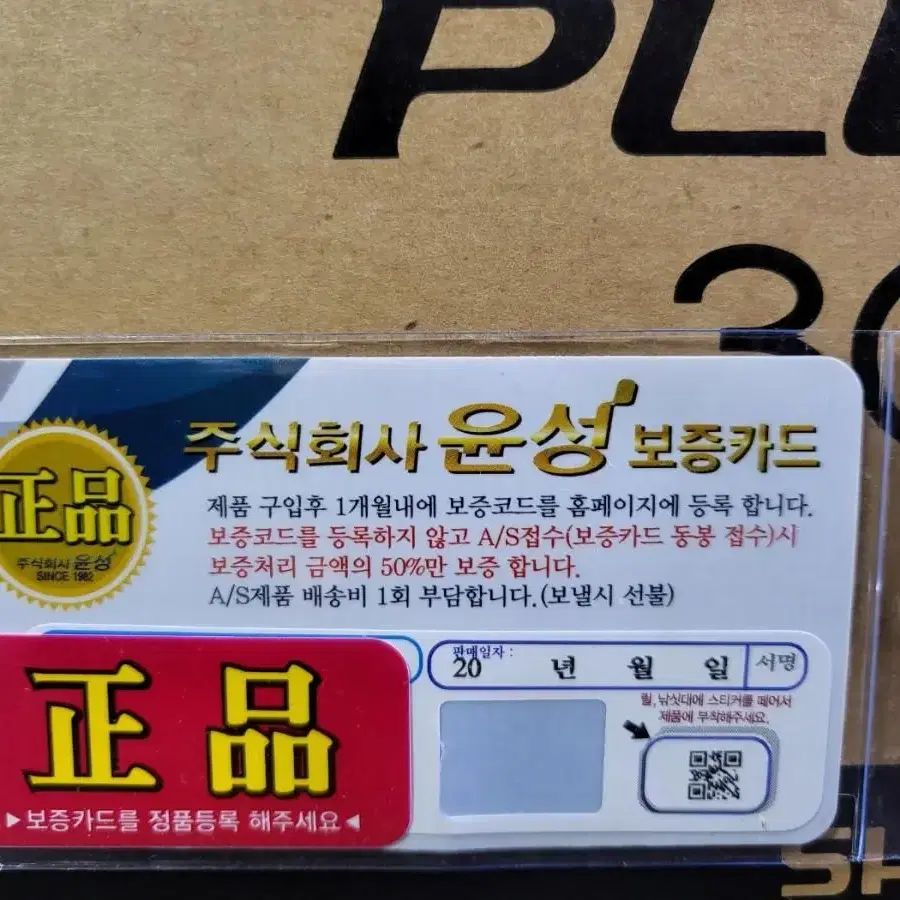 PL
30
주식회사 윤성 보증카드
正品
주식회사 윤성
SINCE 1982
제품 구입후 1개월내에 보증코드를 홈페이지에 등록 합니다.
보증코드를 등록하지 않고 A/S접수(보증카드 동봉 접수)시
보증처리 금액의 50%만 보증 합니다.
A/S제품 배송비 1회 부담합니다.(보낼시 선불)
판매일자 :
20 년 월 일 서명
릴, 낚싯대에 스티커를 떼어서
제품에 부착해주세요.
正品
▶보증카드를 정품등록 해주세요◀
SH